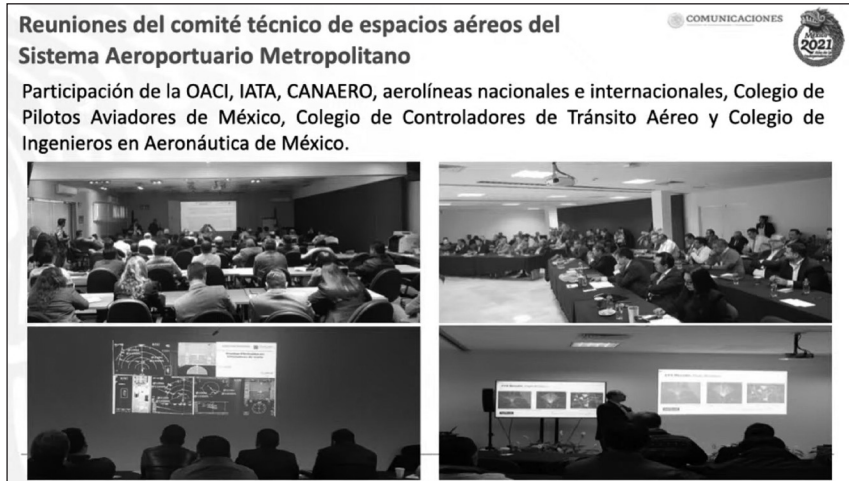 Reuniones del comité técnico de espacios aéreos del
Sistema Aeroportuario Metropolitano
COMUNICACIONES
México
2021
Participación de la OACI, IATA, CANAERO, aerolíneas nacionales e internacionales, Colegio de
Pilotos Aviadores de México, Colegio de Controladores de Tránsito Aéreo y Colegio de
Ingenieros en Aeronáutica de México.